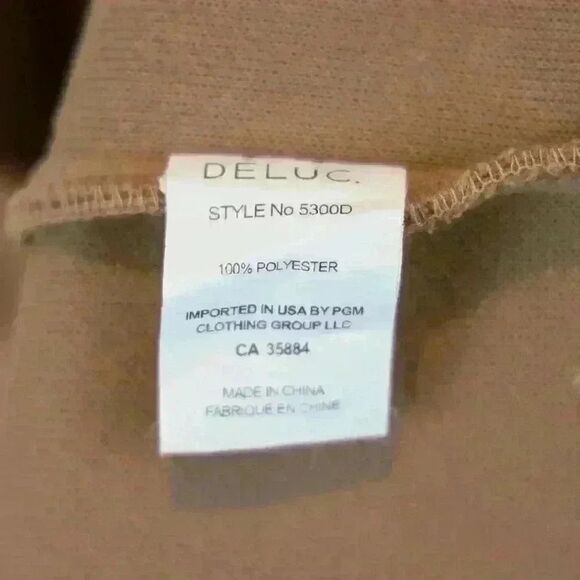 DELUC.
STYLE No 5300D
100% POLYESTER
IMPORTED IN USA BY PGM
CLOTHING GROUP LLC
CA 35884
MADE IN CHINA
FABRIQUE EN CHINE